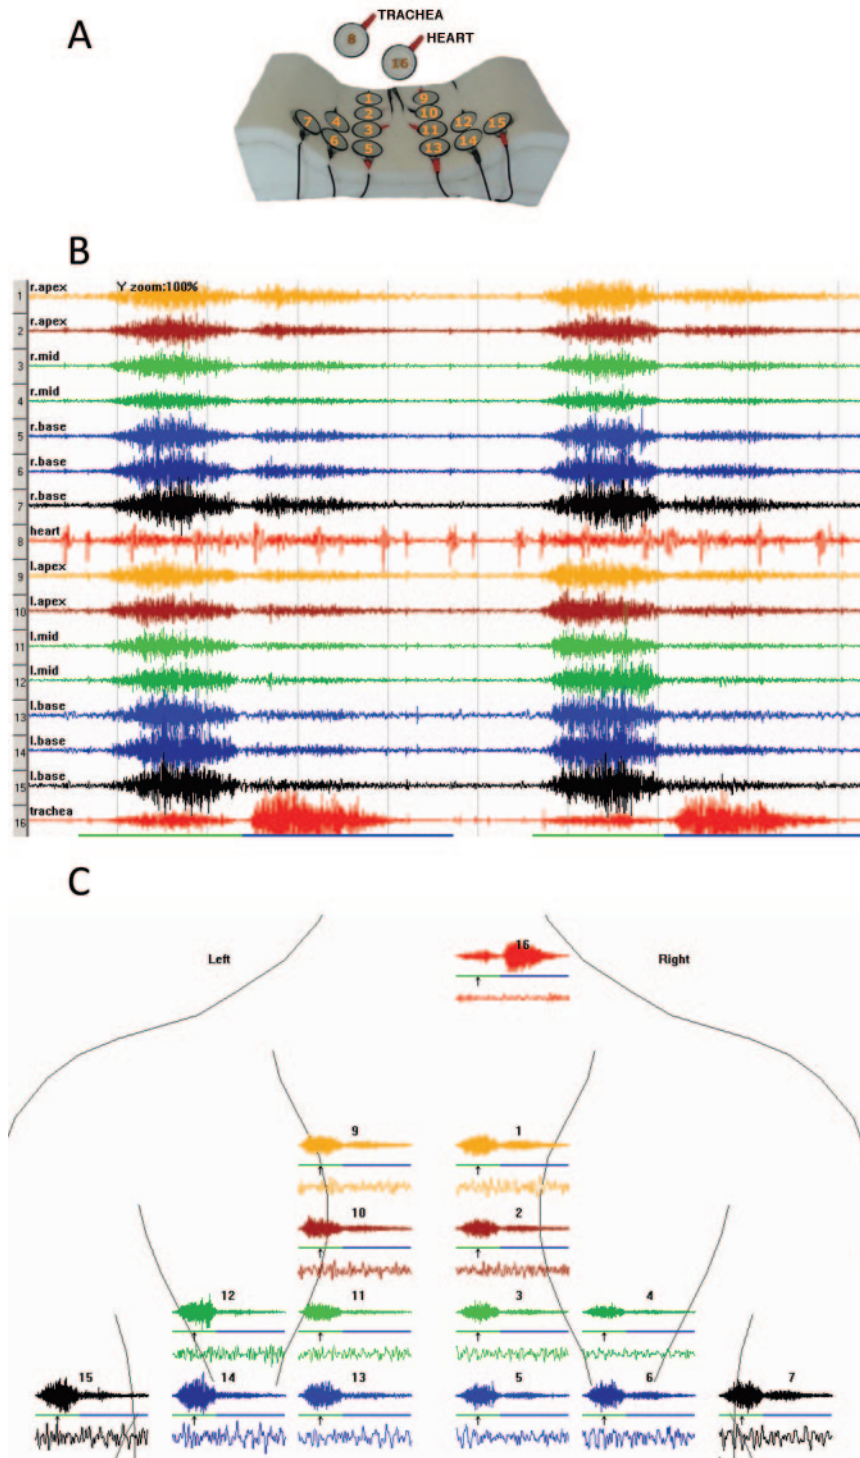 A
TRACHEA
8
HEART
16
1
9
2
10
7
4
3
11
12
15
6
5
13
14
B
r.apex
Y zoom:100%
1
r.apex
2
r.mid
3
r.mid
4
r.base
5
r.base
6
r.base
7
heart
8
l.apex
9
l.apex
10
l.mid
11
l.mid
12
l.base
13
l.base
14
l.base
15
trachea
16
C
Left
16
Right
9
1
10
2
12
11
3
4
15
14
13
5
6
7